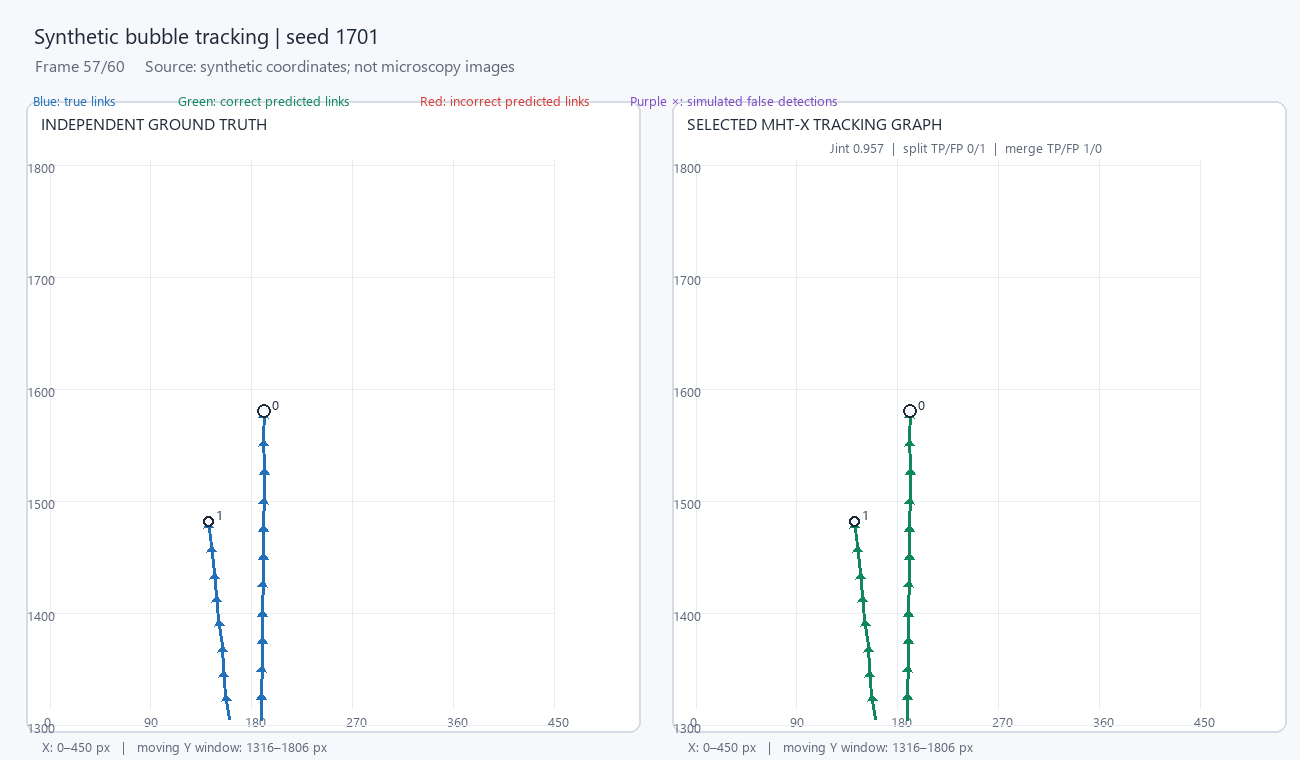 Synthetic bubble tracking | seed 1701
Frame 57/60 Source: synthetic coordinates; not microscopy images
Blue: true links Green: correct predicted links Red: incorrect predicted links Purple ×: simulated false detections
INDEPENDENT GROUND TRUTH
1800
1700
1600
0
1500
1
1400
1300
0 90 180 270 360 450
X: 0–450 px | moving Y window: 1316–1806 px
SELECTED MHT-X TRACKING GRAPH
Jint 0.957 | split TP/FP 0/1 | merge TP/FP 1/0
1800
1700
1600
0
1500
1
1400
1300
0 90 180 270 360 450
X: 0–450 px | moving Y window: 1316–1806 px